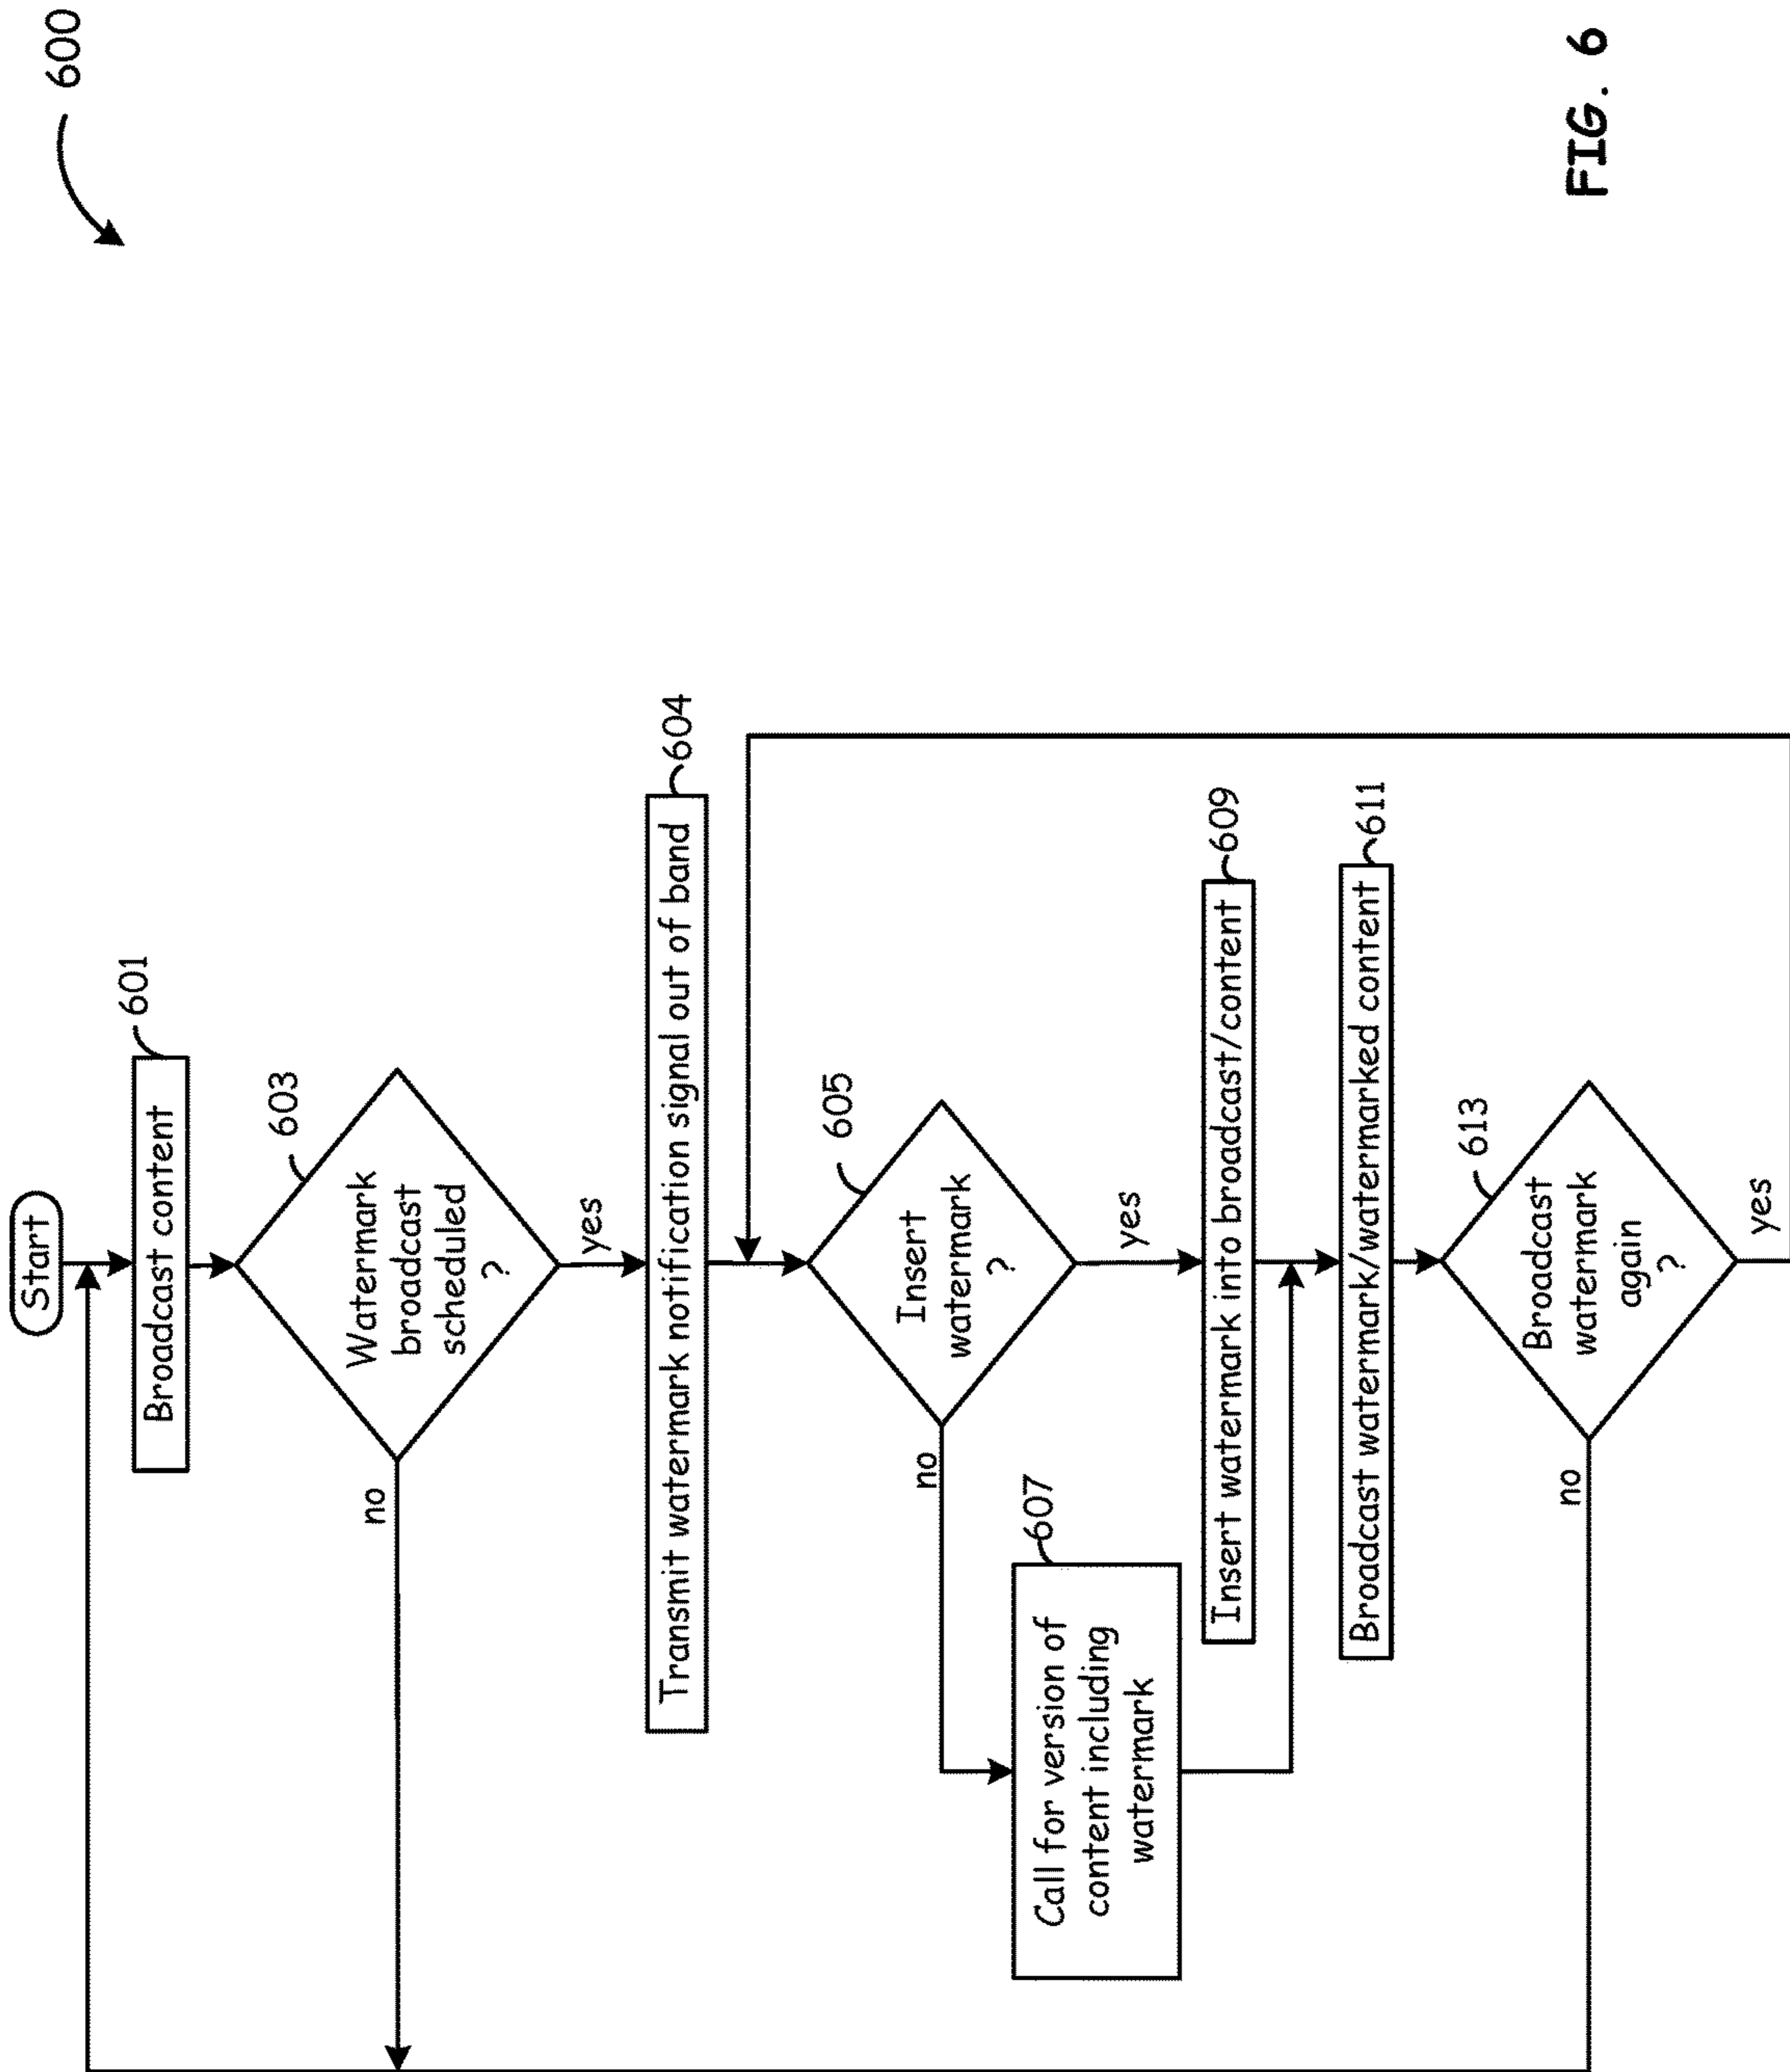 600
Start
Broadcast content
601
Watermark
broadcast
scheduled
?
603
no
yes
Transmit watermark notification signal out of band
604
Insert
watermark
?
605
no
yes
Call for version of
content including
watermark
607
Insert watermark into broadcast/content
609
Broadcast watermark/watermarked content
611
Broadcast
watermark
again
?
613
no
yes
FIG. 6